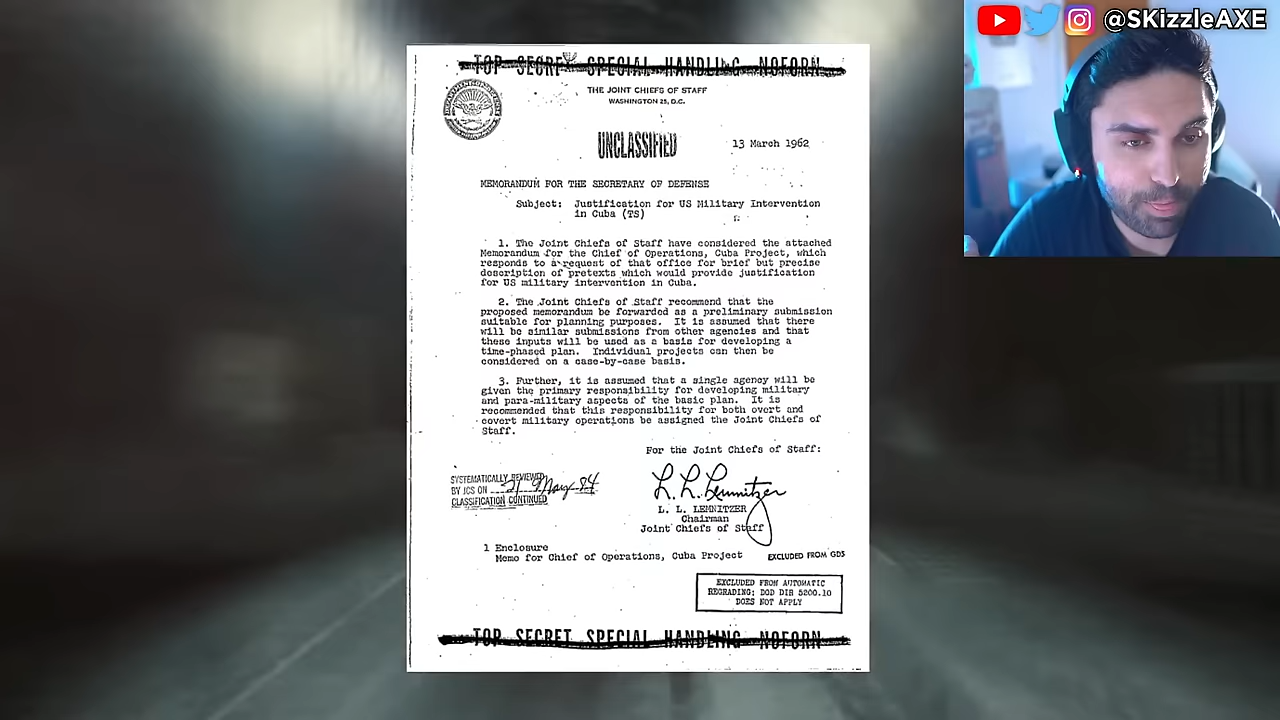 @SKizzleAXE
TOP SECRET SPECIAL HANDLING NOFORN
THE JOINT CHIEFS OF STAFF
WASHINGTON 25, D.C.
UNCLASSIFIED
13 March 1962
MEMORANDUM FOR THE SECRETARY OF DEFENSE
Subject: Justification for US Military Intervention
in Cuba (TS)
1. The Joint Chiefs of Staff have considered the attached
Memorandum for the Chief of Operations, Cuba Project, which
responds to a request of that office for brief but precise
description of pretexts which would provide justification
for US military intervention in Cuba.
2. The Joint Chiefs of Staff recommend that the
proposed memorandum be forwarded as a preliminary submission
suitable for planning purposes. It is assumed that there
will be similar submissions from other agencies and that
these inputs will be used as a basis for developing a
time-phased plan. Individual projects can then be
considered on a case-by-case basis.
3. Further, it is assumed that a single agency will be
given the primary responsibility for developing military
and para-military aspects of the basic plan. It is
recommended that this responsibility for both overt and
covert military operations be assigned the Joint Chiefs of
Staff.
For the Joint Chiefs of Staff:
SYSTEMATICALLY REVIEWED
BY JCS ON 21 May 84
CLASSIFICATION CONTINUED
L. L. Lemnitzer
L. L. LEMNITZER
Chairman
Joint Chiefs of Staff
1 Enclosure
Memo for Chief of Operations, Cuba Project
EXCLUDED FROM GDS
EXCLUDED FROM AUTOMATIC
REGRADING; DOD DIR 5200.10
DOES NOT APPLY
TOP SECRET SPECIAL HANDLING NOFORN